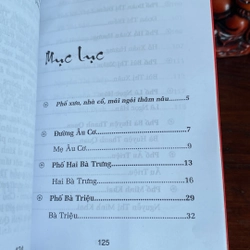 Mục lục
Phố xưa, nhà cổ, mái ngói thâm nâu..........5
Đường Âu Cơ..........7
Mẹ Âu Cơ..........9
Phố Hai Bà Trưng..........13
Hai Bà Trưng..........16
Phố Bà Triệu..........29
Bà Triệu..........32
125